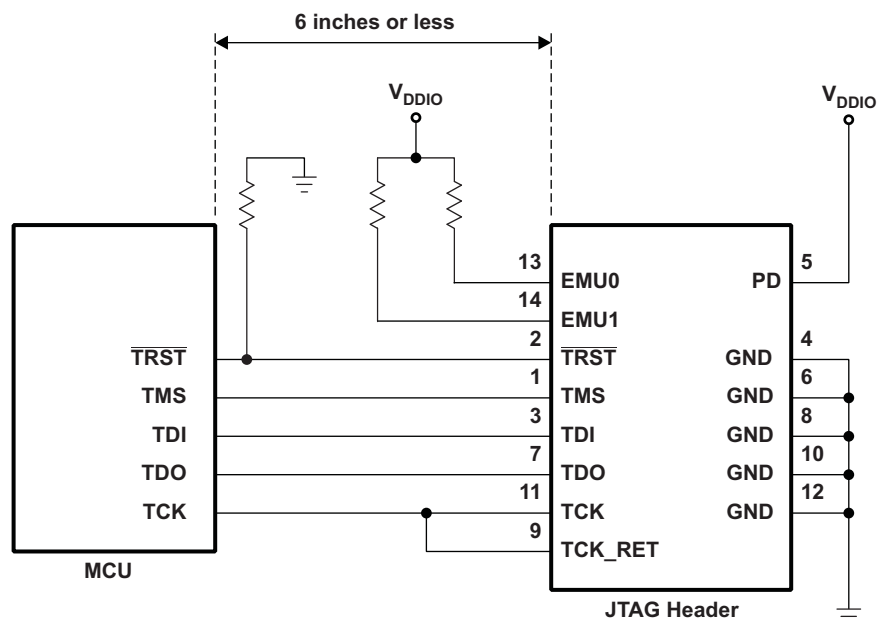 6 inches or less
VDDIO
VDDIO
13
EMU0
PD
5
14
EMU1
TRST
2
TRST
GND
4
TMS
1
TMS
GND
6
TDI
3
TDI
GND
8
TDO
7
TDO
GND
10
TCK
11
TCK
GND
12
9
TCK_RET
MCU
JTAG Header